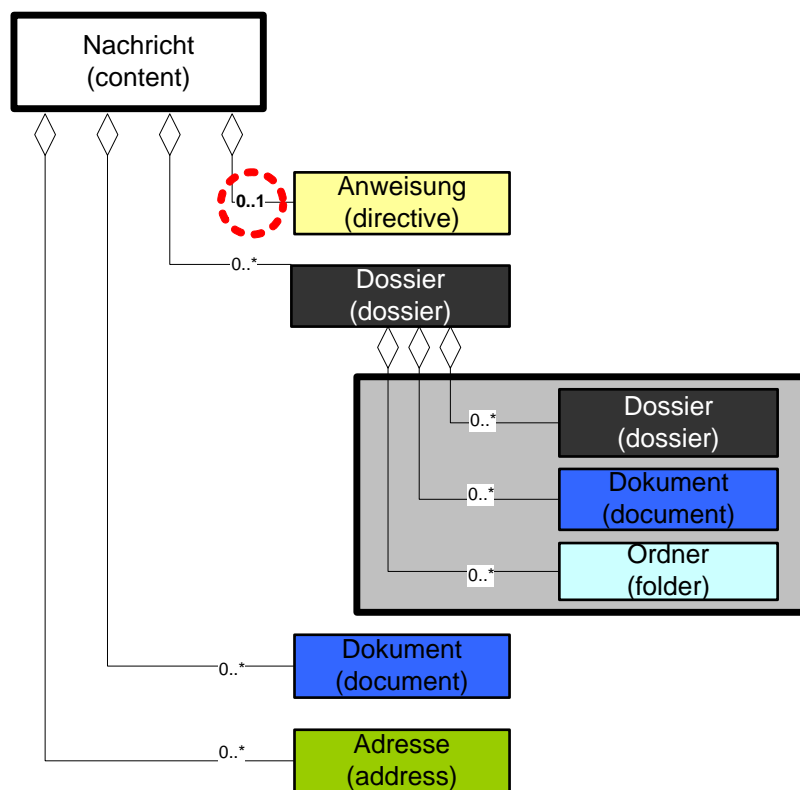 Nachricht
(content)
0..1
Anweisung
(directive)
0..*
Dossier
(dossier)
0..*
Dossier
(dossier)
0..*
Dokument
(document)
0..*
Ordner
(folder)
0..*
Dokument
(document)
0..*
Adresse
(address)